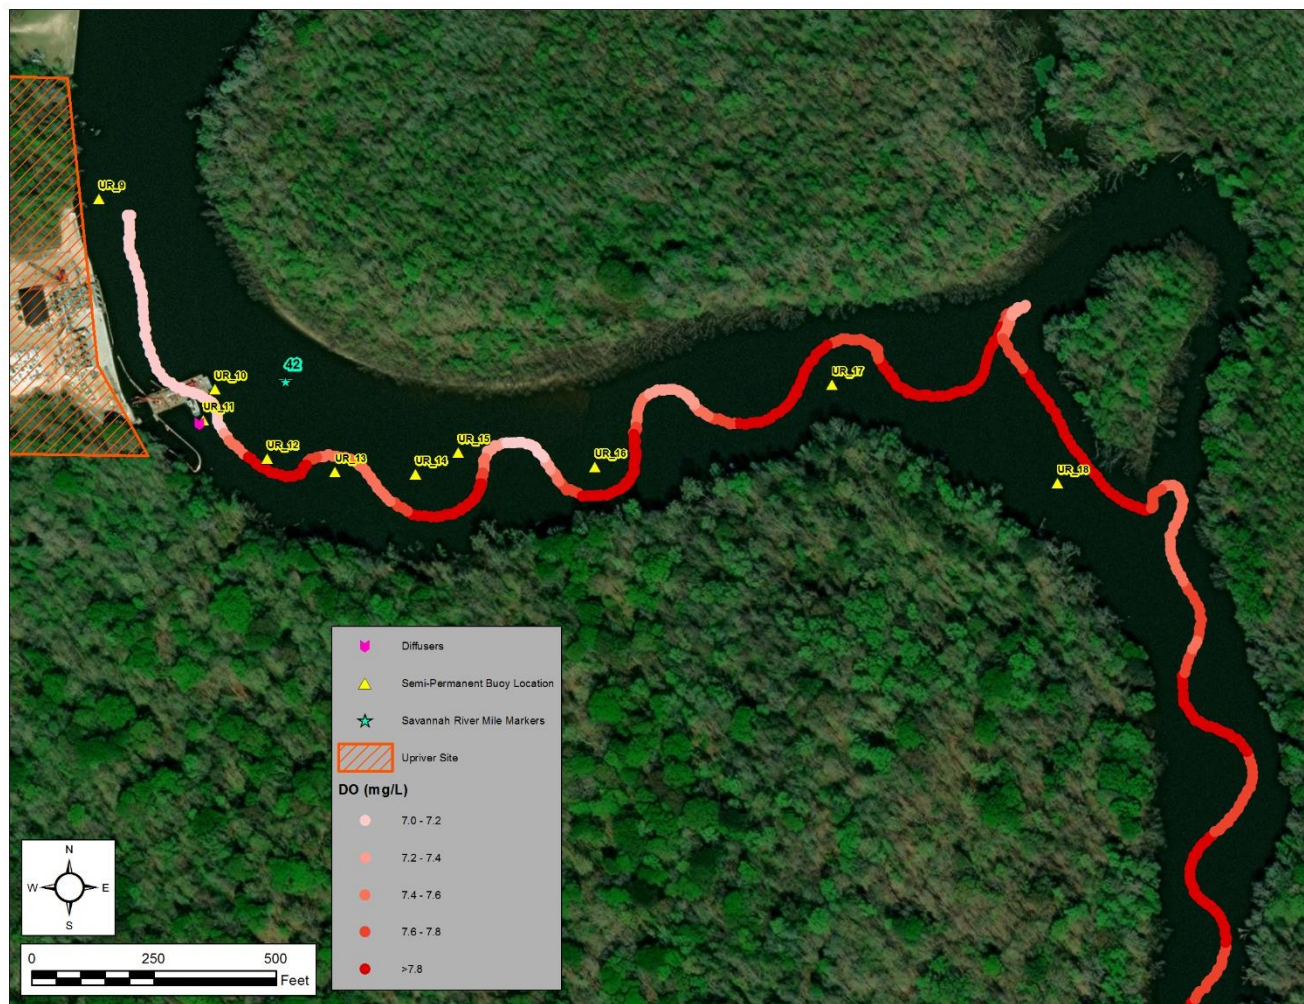 UR_9
42
UR_10
UR_17
UR_11
UR_12
UR_15
UR_13
UR_14
UR_16
UR_18
Diffusers
Semi-Permanent Buoy Location
Savannah River Mile Markers
Upriver Site
DO (mg/L)
7.0 - 7.2
7.2 - 7.4
7.4 - 7.6
7.6 - 7.8
>7.8
N
W E
S
0 250 500
Feet